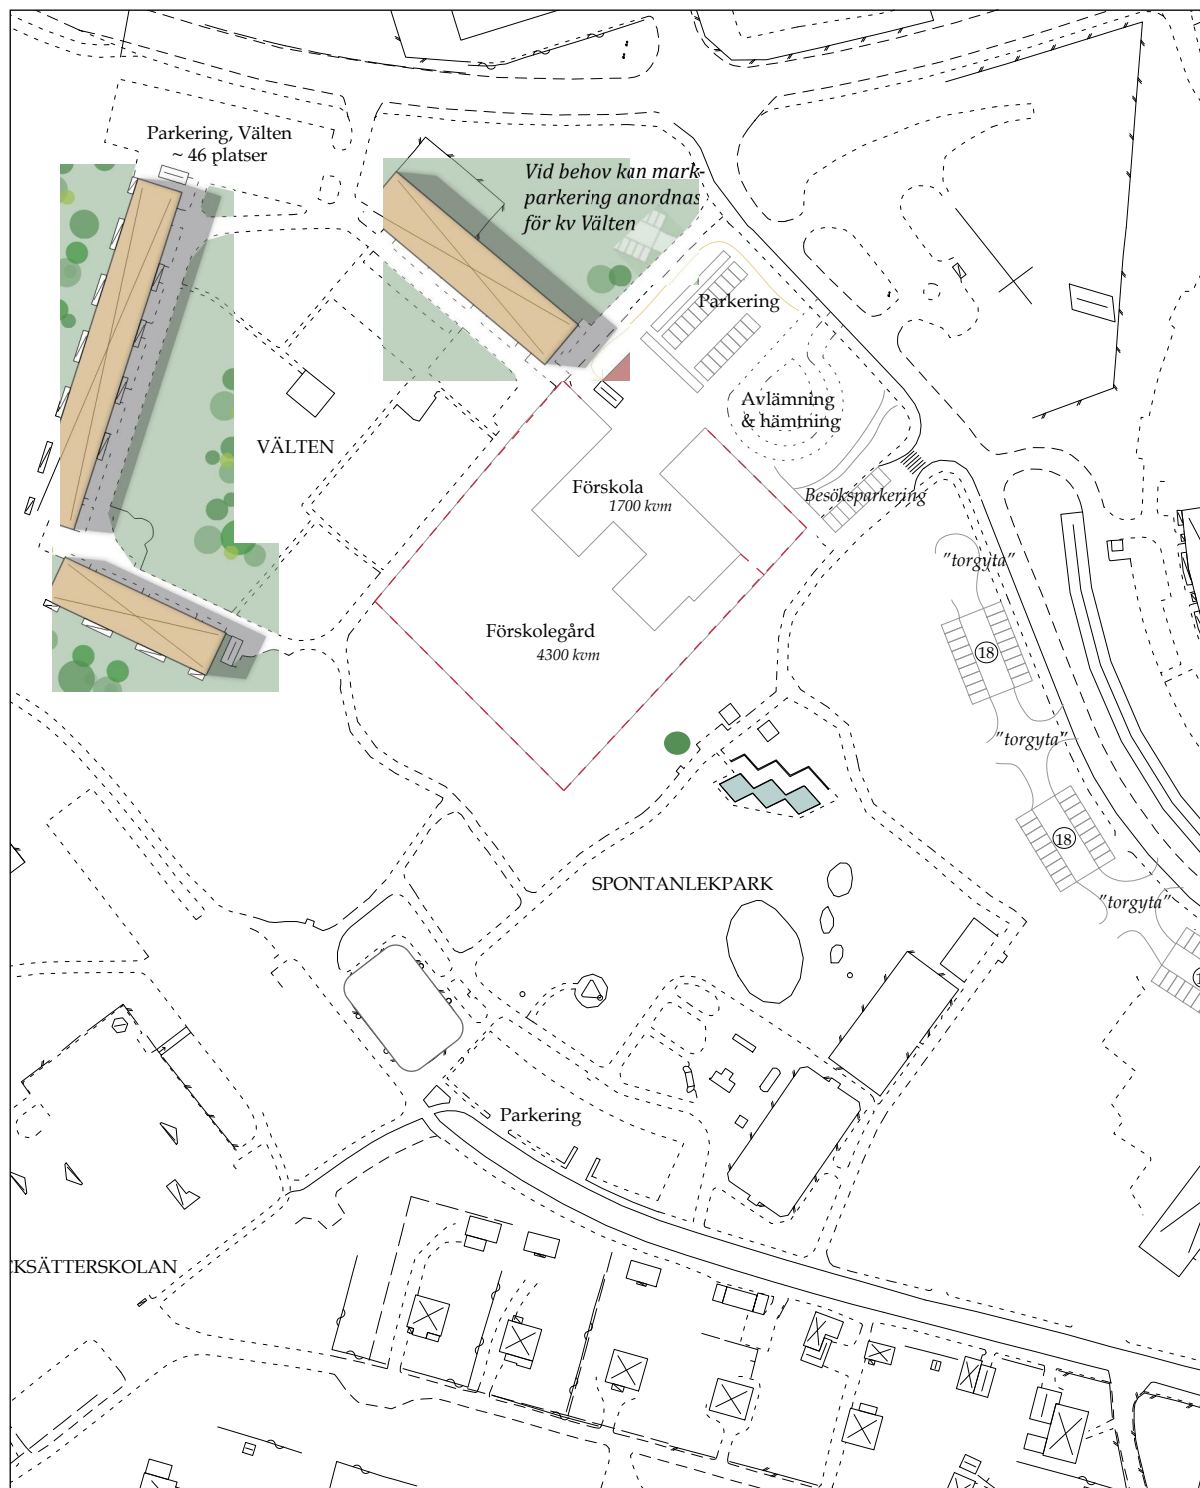 Parkering, Välten
~ 46 platser
Vid behov kan mark-
parkering anordnas
för kv Välten
Parkering
Avlämning
& hämtning
VÄLTEN
Förskola
1700 kvm
Besöksparkering
"torgyta"
Förskolegård
4300 kvm
18
"torgyta"
18
SPONTANLEKPARK
"torgyta"
1
Parkering
KSÄTTERSKOLAN